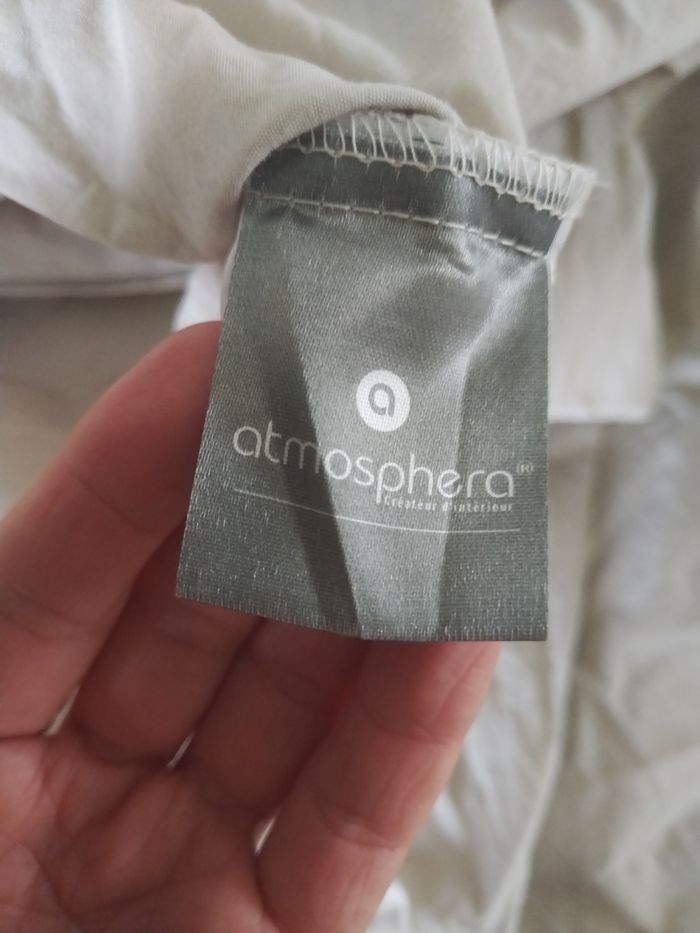 a
atmosphera(R)
Créateur d'intérieur